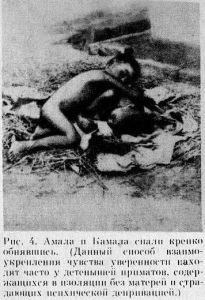 Рис. 4. Амала и Камала спали крепко
обнявшись. (Данный способ взаимо-
укрепления чувства уверенности нахо-
дят часто у детенышей приматов, содер-
жащихся в изоляции без матерей и стра-
дающих психической депривацией.)